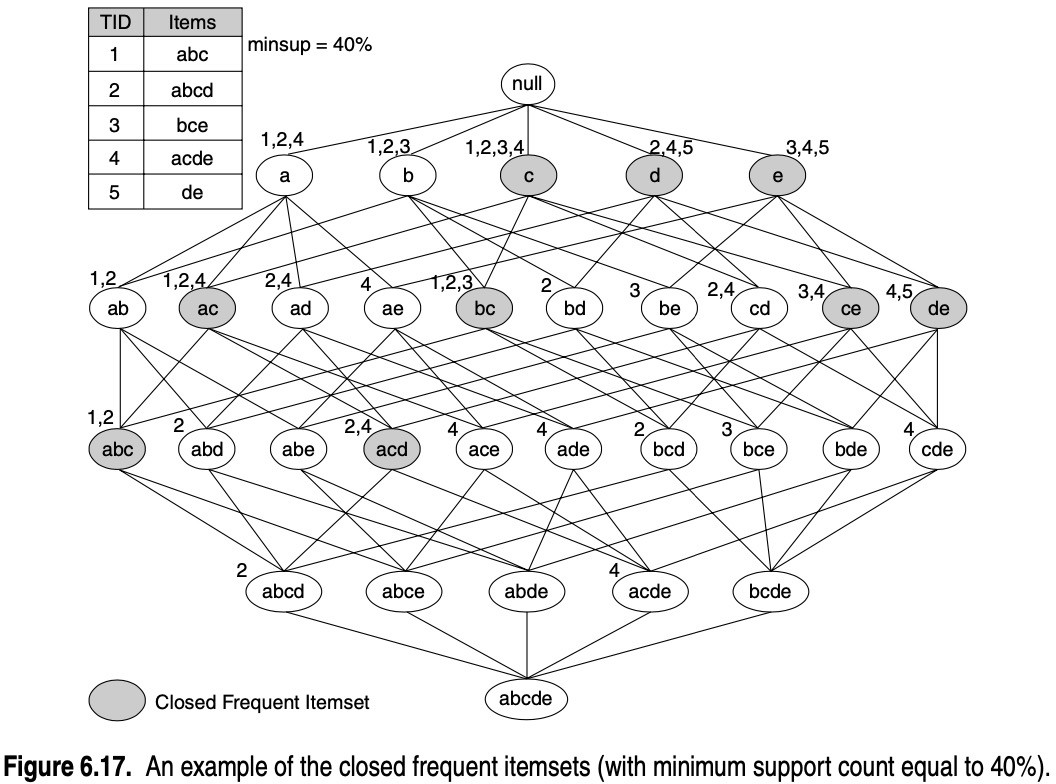 TID Items
1 abc
2 abcd
3 bce
4 acde
5 de
minsup = 40%
null
1,2,4 1,2,3 1,2,3,4 2,4,5 3,4,5
a b c d e
1,2 1,2,4 2,4 4 1,2,3 2 3 2,4 3,4 4,5
ab ac ad ae bc bd be cd ce de
1,2 2 2,4 4 4 2 3 4
abc abd abe acd ace ade bcd bce bde cde
2 4
abcd abce abde acde bcde
abcde
Closed Frequent Itemset
Figure 6.17. An example of the closed frequent itemsets (with minimum support count equal to 40%).